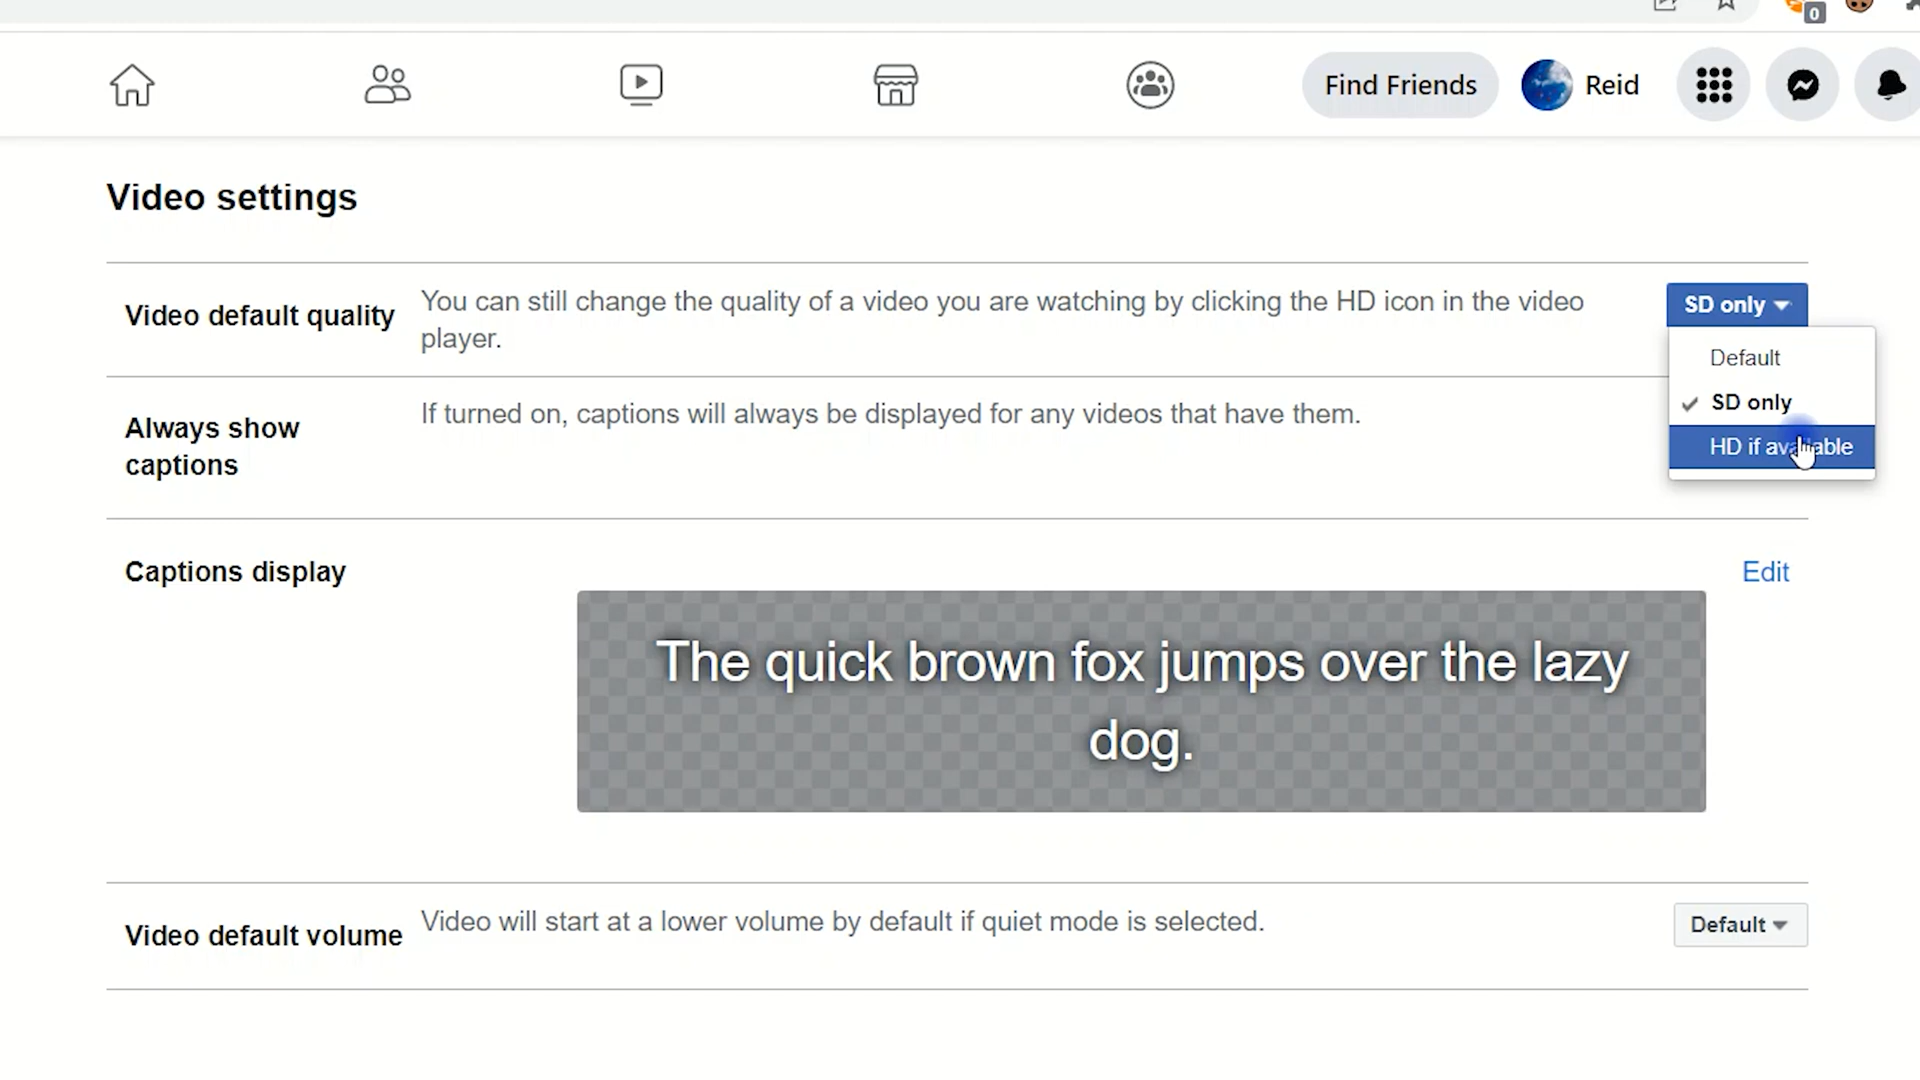 0
Find Friends
Reid
Video settings
Video default quality
You can still change the quality of a video you are watching by clicking the HD icon in the video
player.
SD only
Default
SD only
HD if available
Always show
captions
If turned on, captions will always be displayed for any videos that have them.
Captions display
Edit
The quick brown fox jumps over the lazy
dog.
Video default volume
Video will start at a lower volume by default if quiet mode is selected.
Default